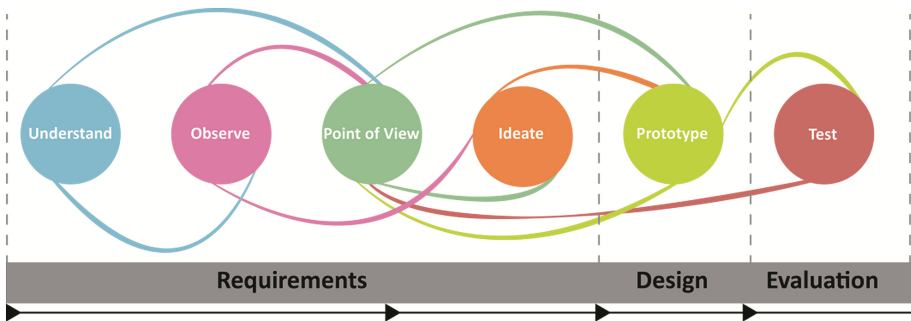 Understand
Observe
Point of View
Ideate
Prototype
Test
Requirements
Design
Evaluation